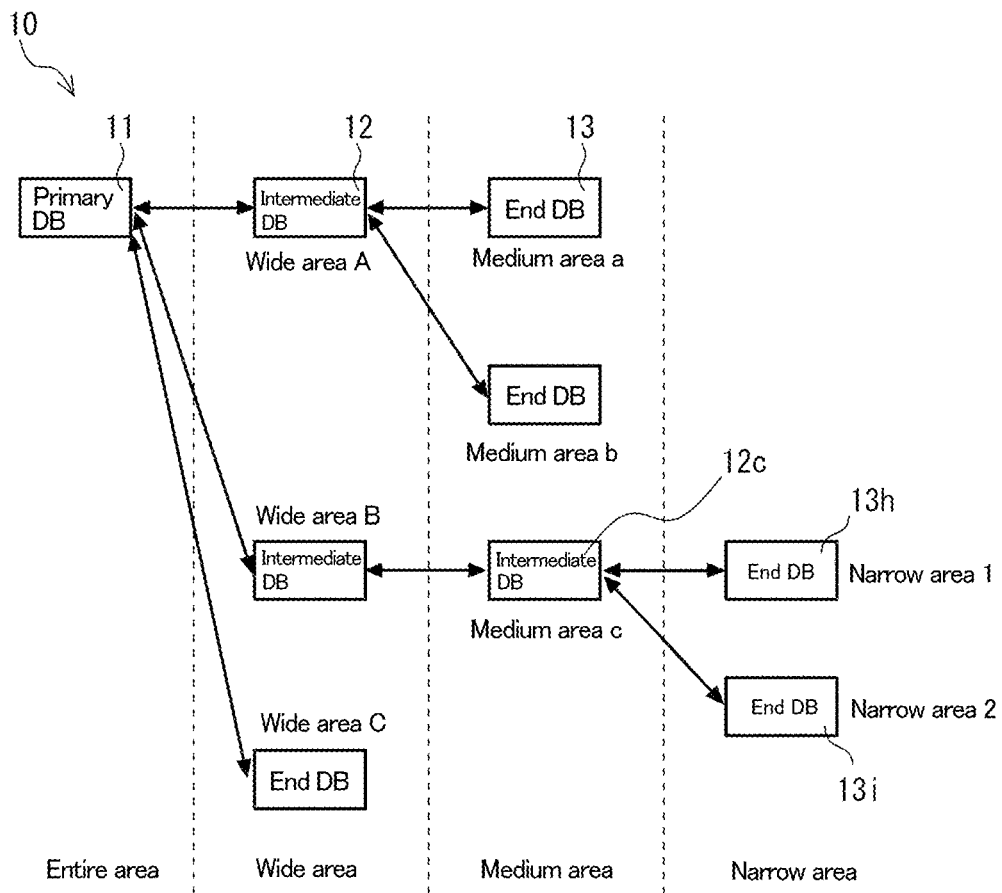 10
11
12
13
Primary
DB
Intermediate
DB
End DB
Wide area A
Medium area a
End DB
Medium area b
12c
13h
Wide area B
Intermediate
DB
Intermediate
DB
End DB
Narrow area 1
Medium area c
End DB
Narrow area 2
Wide area C
End DB
13i
Entire area
Wide area
Medium area
Narrow area